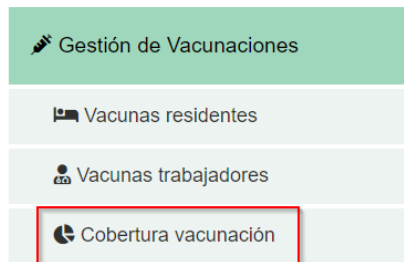 Gestión de Vacunaciones
Vacunas residentes
Vacunas trabajadores
Cobertura vacunación